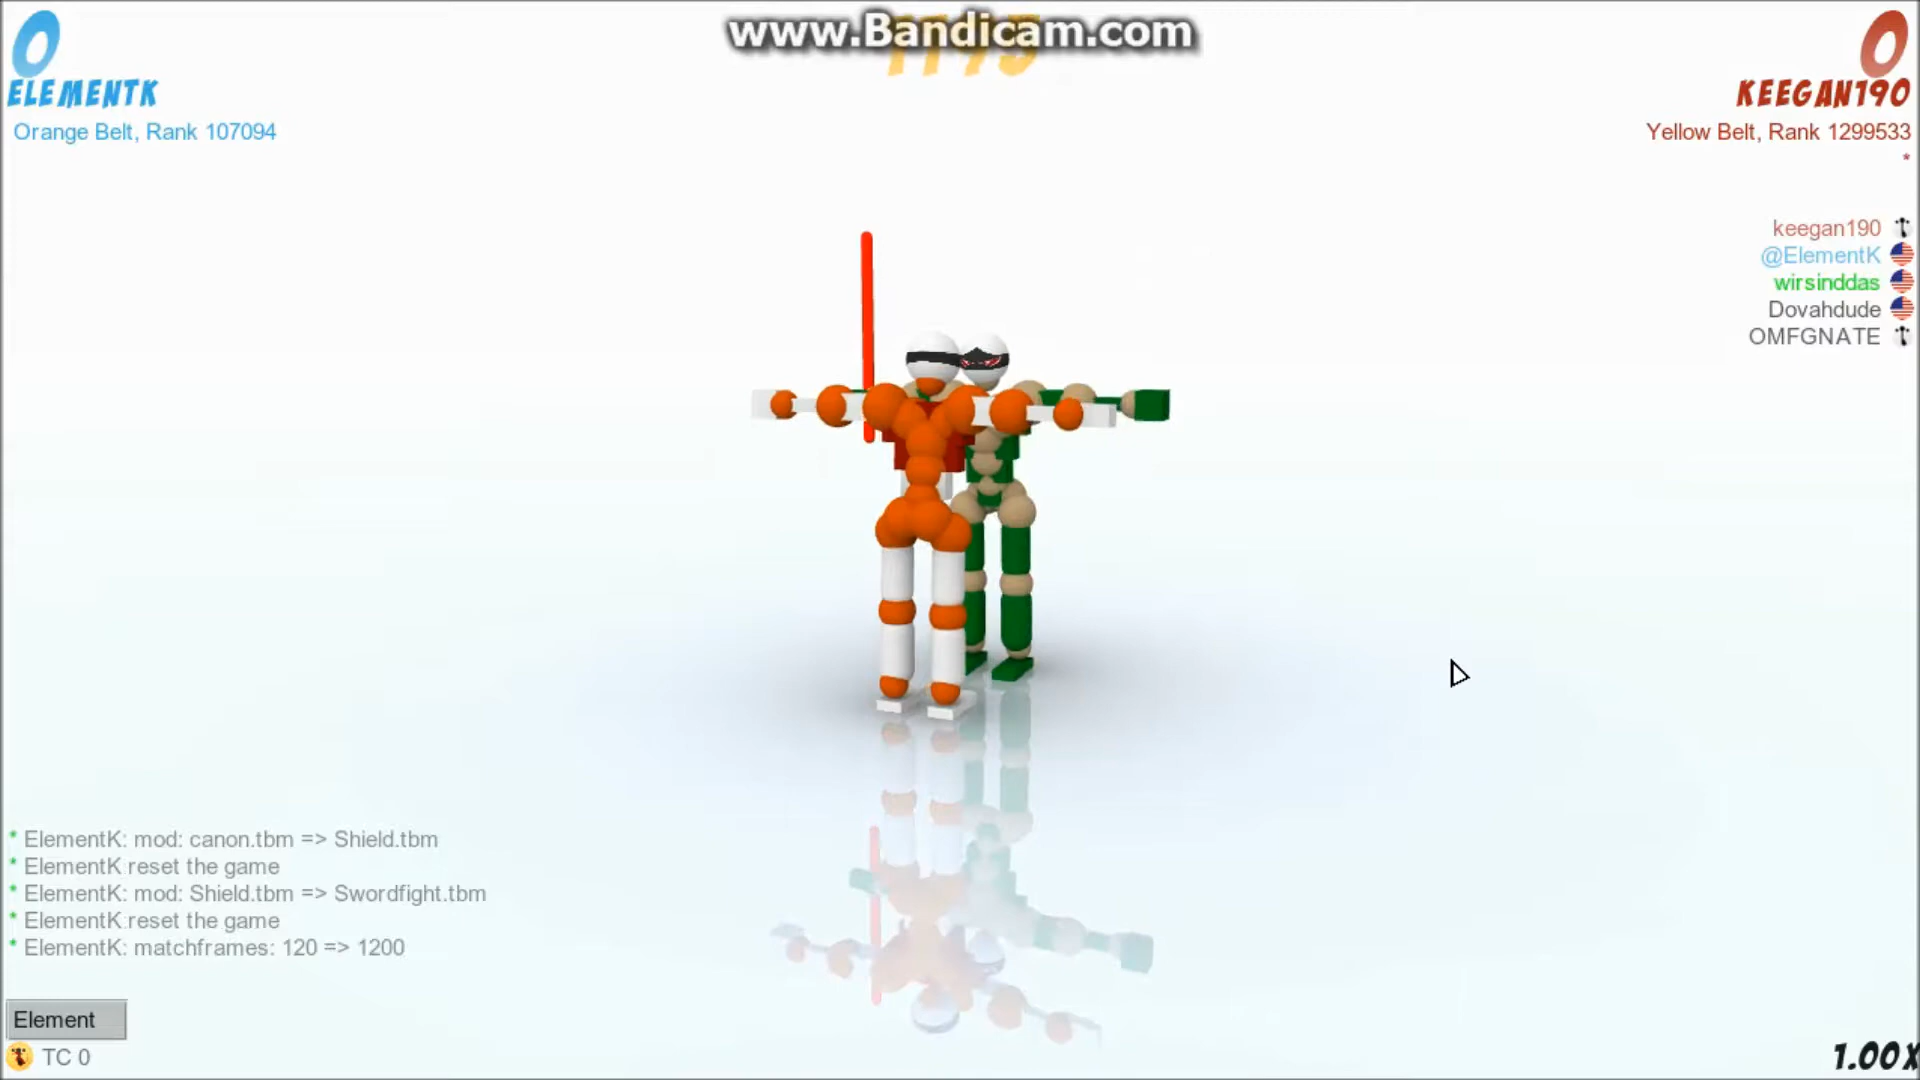 www.Bandicam.com
0
ELEMENTK
Orange Belt, Rank 107094
0
KEEGAN190
Yellow Belt, Rank 1299533
*
keegan190
@ElementK
wirsinddas
Dovahdude
OMFGNATE
* ElementK: mod: canon.tbm => Shield.tbm
* ElementK reset the game
* ElementK: mod: Shield.tbm => Swordfight.tbm
* ElementK reset the game
* ElementK: matchframes: 120 => 1200
Element
TC 0
1.00X